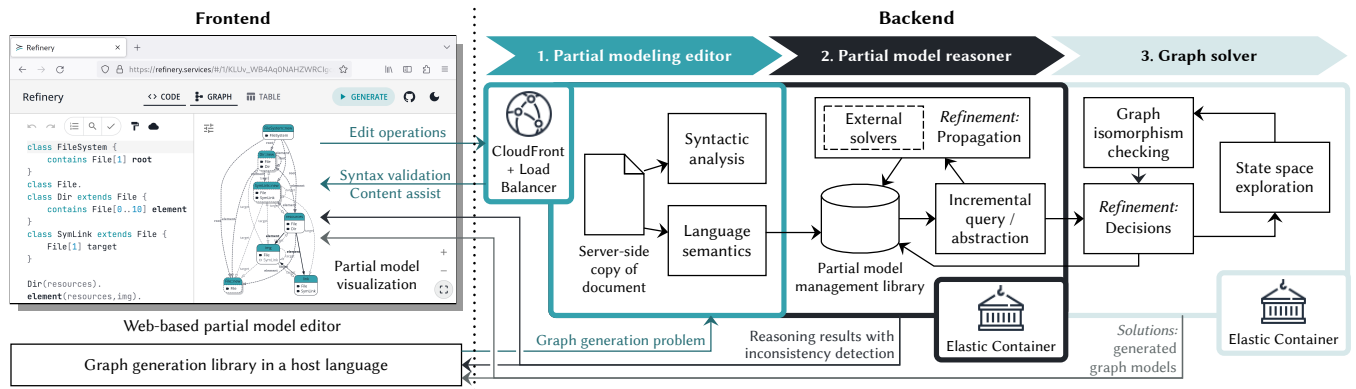 Frontend
Backend
Refinery
https://refinery.services/#/1/KLUv_WB4Aq0NAHZWRCIg
Refinery
CODE
GRAPH
TABLE
GENERATE
class FileSystem {
contains File[1] root
}
class File.
class Dir extends File {
contains File[0..10] element
}
class SymLink extends File {
File[1] target
}
Dir(resources).
element(resources,img).
Partial model
visualization
Web-based partial model editor
Graph generation library in a host language
Edit operations
Syntax validation
Content assist
1. Partial modeling editor
2. Partial model reasoner
3. Graph solver
CloudFront
+ Load
Balancer
Server-side
copy of
document
Syntactic
analysis
Language
semantics
External
solvers
Refinement:
Propagation
Partial model
management library
Incremental
query /
abstraction
Graph
isomorphism
checking
Refinement:
Decisions
State space
exploration
Elastic Container
Elastic Container
Graph generation problem
Reasoning results with
inconsistency detection
Solutions:
generated
graph models